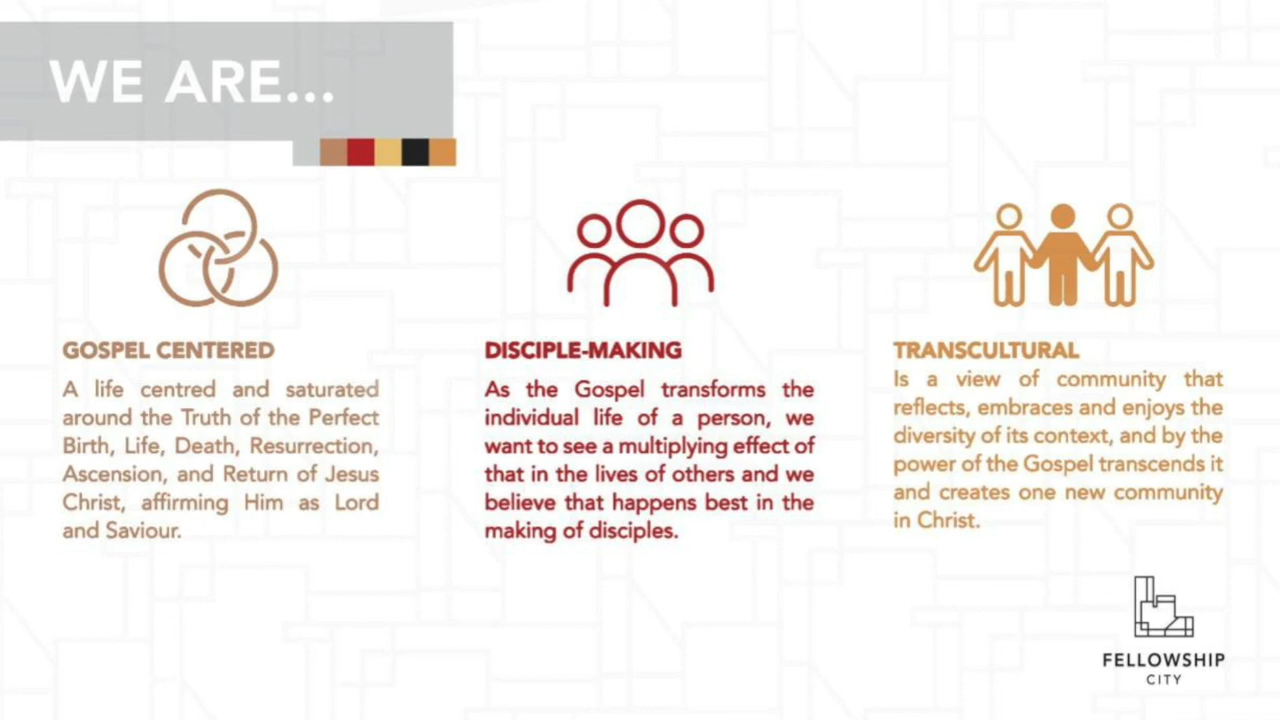 WE ARE...
GOSPEL CENTERED
A life centred and saturated
around the Truth of the Perfect
Birth, Life, Death, Resurrection,
Ascension, and Return of Jesus
Christ, affirming Him as Lord
and Saviour.
DISCIPLE-MAKING
As the Gospel transforms the
individual life of a person, we
want to see a multiplying effect of
that in the lives of others and we
believe that happens best in the
making of disciples.
TRANSCULTURAL
Is a view of community that
reflects, embraces and enjoys the
diversity of its context, and by the
power of the Gospel transcends it
and creates one new community
in Christ.
FELLOWSHIP
CITY